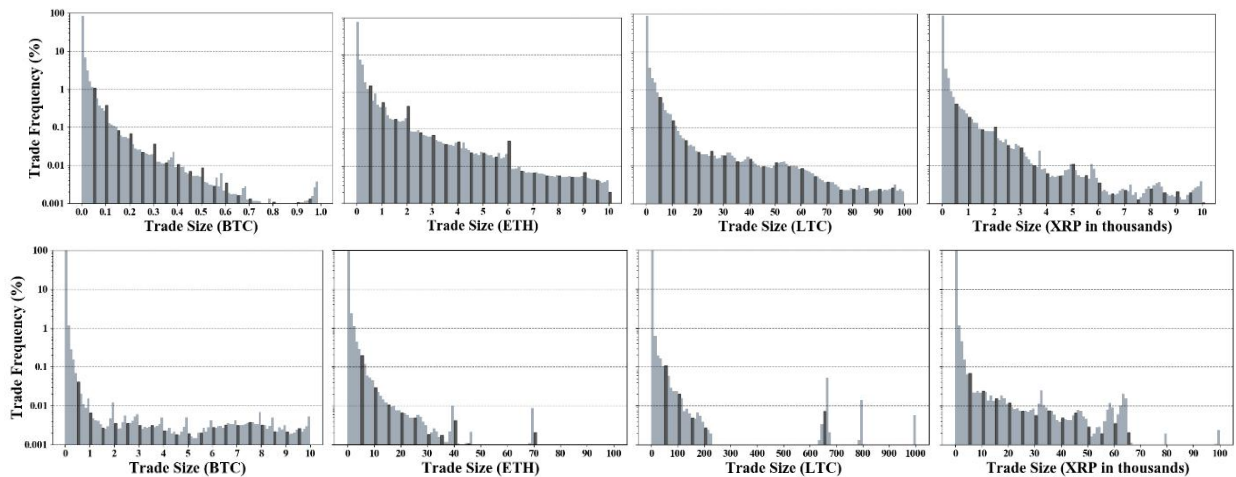 Trade Frequency (%)
100
10
1
0.1
0.01
0.001
0.0 0.1 0.2 0.3 0.4 0.5 0.6 0.7 0.8 0.9 1.0
Trade Size (BTC)
0 1 2 3 4 5 6 7 8 9 10
Trade Size (ETH)
0 10 20 30 40 50 60 70 80 90 100
Trade Size (LTC)
0 1 2 3 4 5 6 7 8 9 10
Trade Size (XRP in thousands)
Trade Frequency (%)
100
10
1
0.1
0.01
0.001
0 1 2 3 4 5 6 7 8 9 10
Trade Size (BTC)
0 10 20 30 40 50 60 70 80 90 100
Trade Size (ETH)
0 100 200 300 400 500 600 700 800 900 1000
Trade Size (LTC)
0 10 20 30 40 50 60 70 80 90 100
Trade Size (XRP in thousands)